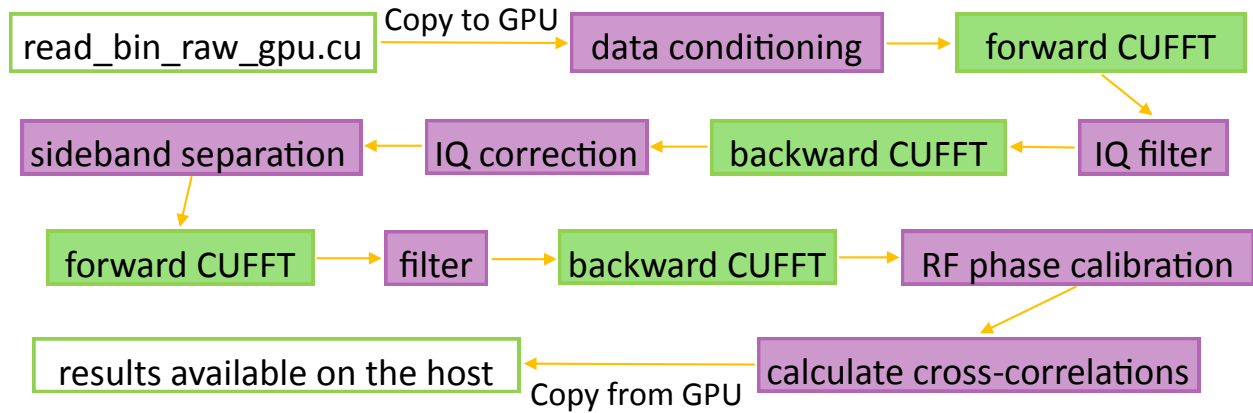 read_bin_raw_gpu.cu
Copy to GPU
data conditioning
forward CUFFT
IQ filter
backward CUFFT
IQ correction
sideband separation
forward CUFFT
filter
backward CUFFT
RF phase calibration
calculate cross-correlations
Copy from GPU
results available on the host